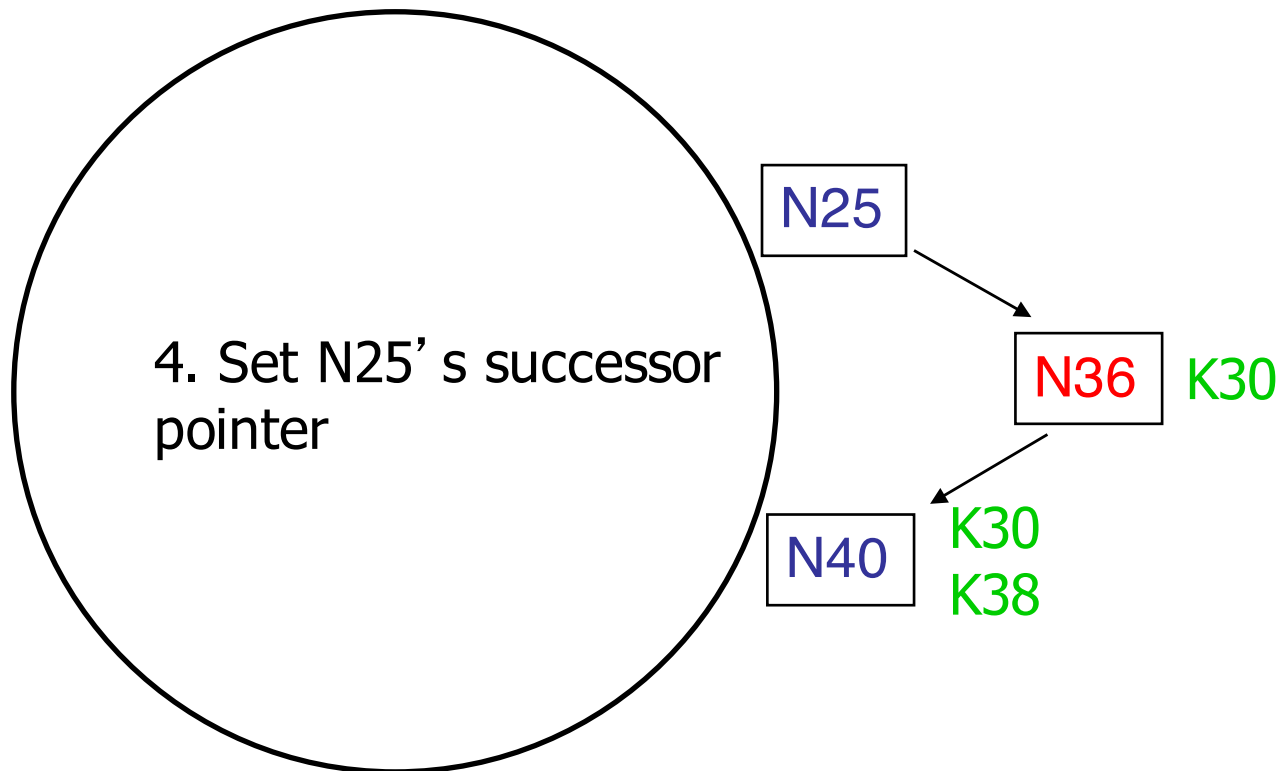 N25
4. Set N25’ s successor
pointer
N36
K30
N40
K30
K38